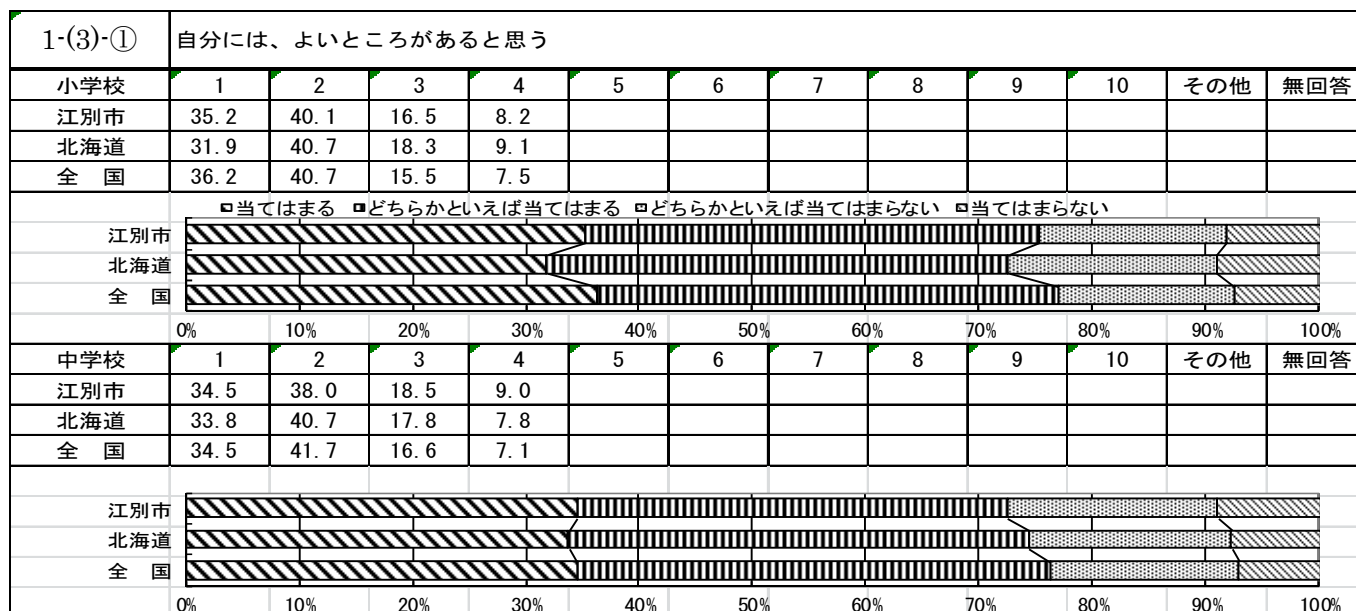 1-(3)-① 自分には、よいところがあると思う
小学校 1 2 3 4 5 6 7 8 9 10 その他 無回答
江別市 35.2 40.1 16.5 8.2
北海道 31.9 40.7 18.3 9.1
全　国 36.2 40.7 15.5 7.5
当てはまる どちらかといえば当てはまる どちらかといえば当てはまらない 当てはまらない
江別市
北海道
全　国
0% 10% 20% 30% 40% 50% 60% 70% 80% 90% 100%
中学校 1 2 3 4 5 6 7 8 9 10 その他 無回答
江別市 34.5 38.0 18.5 9.0
北海道 33.8 40.7 17.8 7.8
全　国 34.5 41.7 16.6 7.1
江別市
北海道
全　国
0% 10% 20% 30% 40% 50% 60% 70% 80% 90% 100%